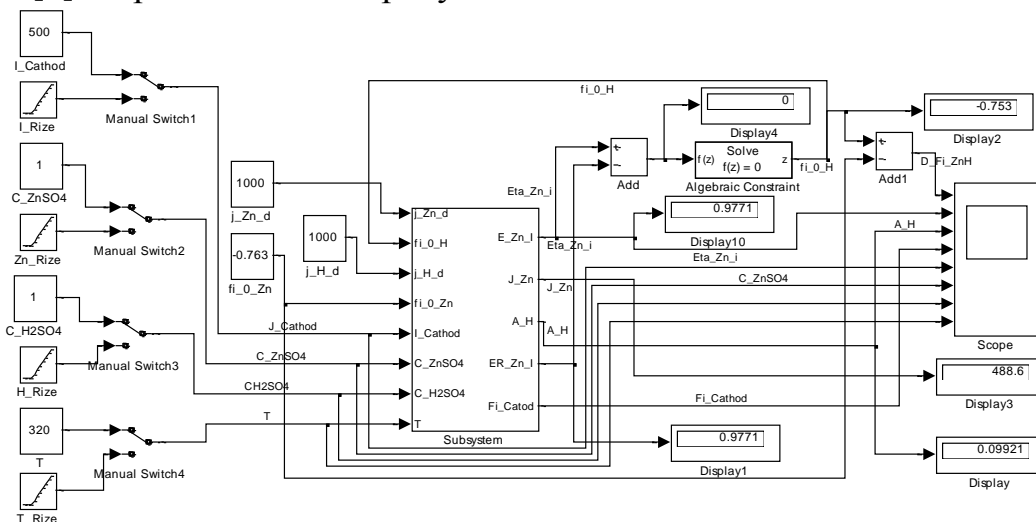 500
I_Cathod
I_Rize
Manual Switch1
1
C_ZnSO4
Zn_Rize
Manual Switch2
1
C_H2SO4
H_Rize
Manual Switch3
320
T
T_Rize
Manual Switch4
1000
j_Zn_d
1000
j_H_d
-0.763
fi_0_Zn
J_Cathod
C_ZnSO4
CH2SO4
T
j_Zn_d
fi_0_H
j_H_d
fi_0_Zn
I_Cathod
C_ZnSO4
C_H2SO4
T
E_Zn_I
J_Zn
A_H
ER_Zn_I
Fi_Catod
Subsystem
fi_0_H
Eta_Zn_i
Eta_Zn_i
J_Zn
A_H
+
−
Add
0
Display4
f(z)
Solve
f(z) = 0
z
Algebraic Constraint
fi_0_H
0.9771
Display10
+
−
Add1
-0.753
Display2
D_Fi_ZnH
A_H
Eta_Zn_i
C_ZnSO4
Fi_Cathod
Scope
488.6
Display3
0.9771
Display1
0.09921
Display